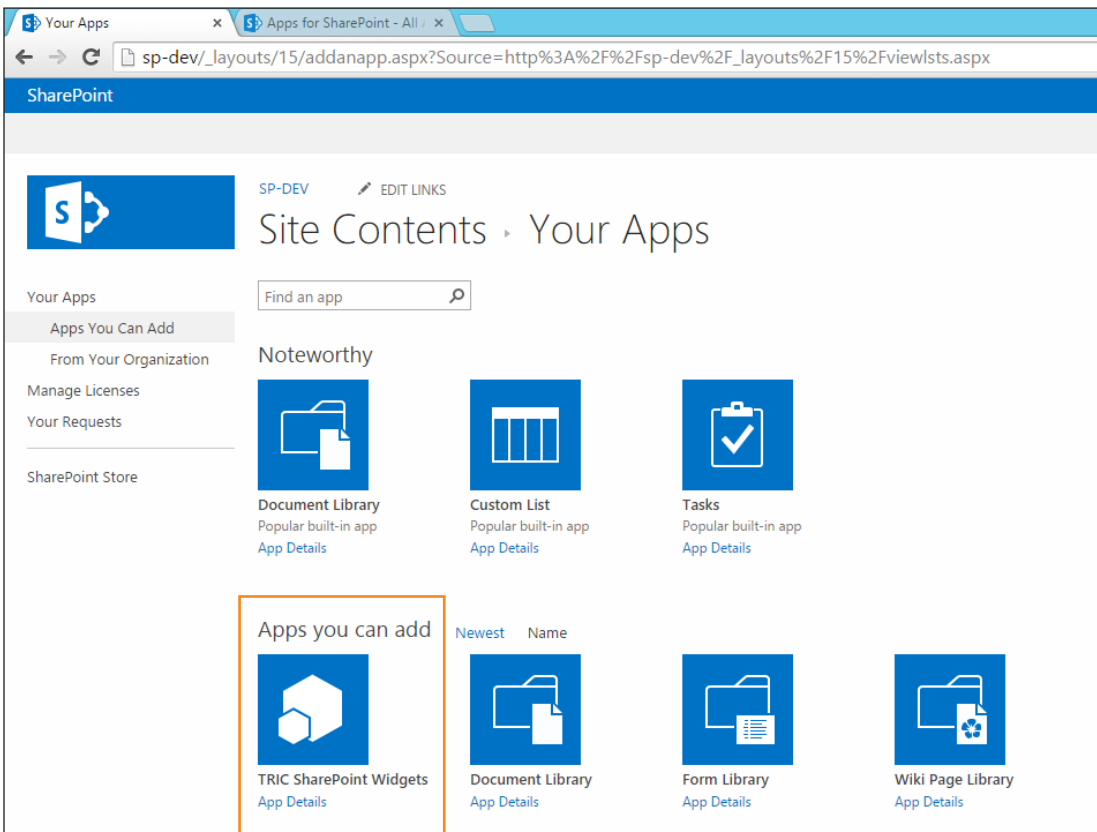 Your Apps
Apps for SharePoint - All
sp-dev/_layouts/15/addanapp.aspx?Source=http%3A%2F%2Fsp-dev%2F_layouts%2F15%2Fviewlsts.aspx
SharePoint
S
SP-DEV EDIT LINKS
Site Contents Your Apps
Find an app
Your Apps
Apps You Can Add
From Your Organization
Manage Licenses
Your Requests
SharePoint Store
Noteworthy
Document Library Custom List Tasks
Popular built-in app Popular built-in app Popular built-in app
App Details App Details App Details
Apps you can add Newest Name
TRIC SharePoint Widgets Document Library Form Library Wiki Page Library
App Details App Details App Details App Details